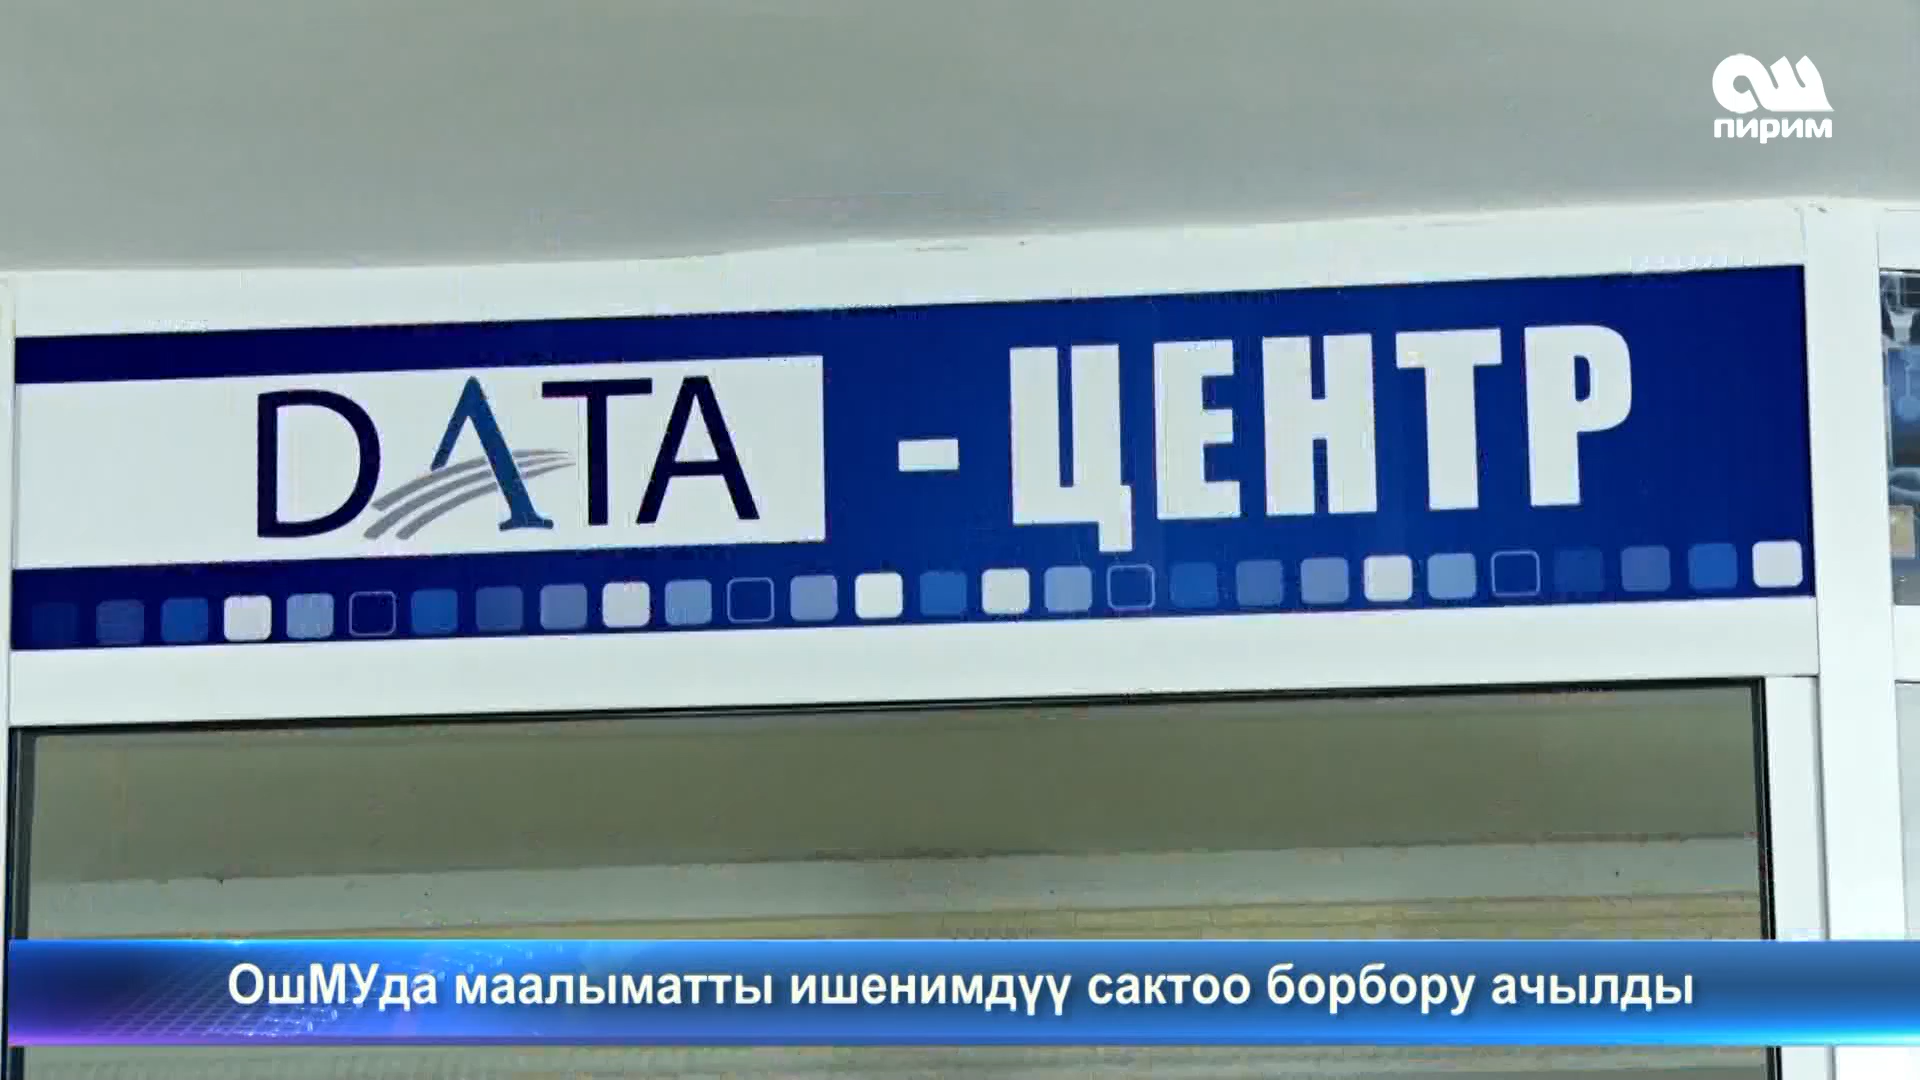 ОШ
ПИРИМ
DATA - ЦЕНТР
ОшМУда маалыматты ишенимдүү сактоо борбору ачылды